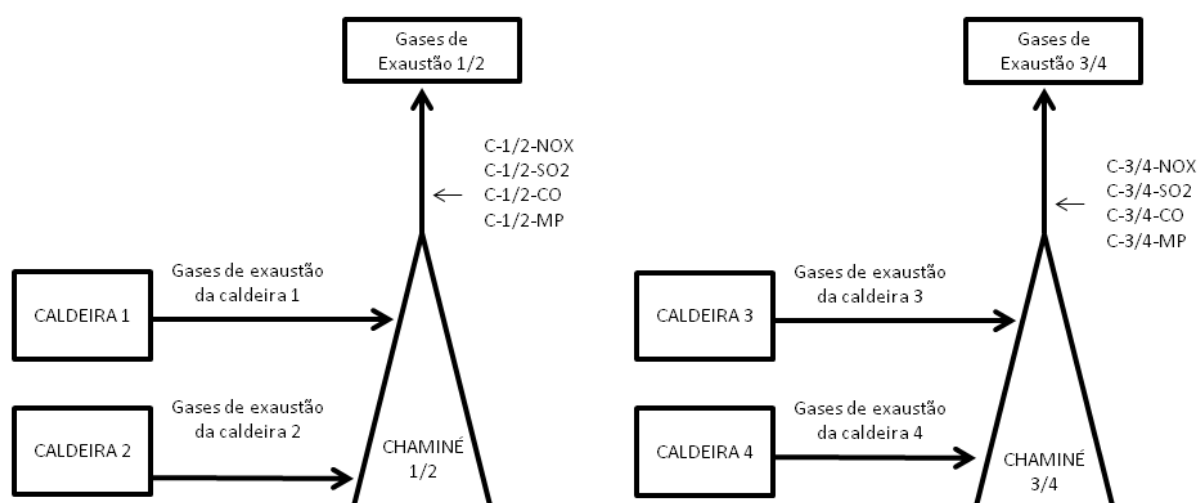 Gases de
Exaustão 1/2
C-1/2-NOX
C-1/2-SO2
C-1/2-CO
C-1/2-MP
Gases de exaustão
da caldeira 1
CALDEIRA 1
Gases de exaustão
da caldeira 2
CALDEIRA 2
CHAMINÉ
1/2
Gases de
Exaustão 3/4
C-3/4-NOX
C-3/4-SO2
C-3/4-CO
C-3/4-MP
Gases de exaustão
da caldeira 3
CALDEIRA 3
Gases de exaustão
da caldeira 4
CALDEIRA 4
CHAMINÉ
3/4